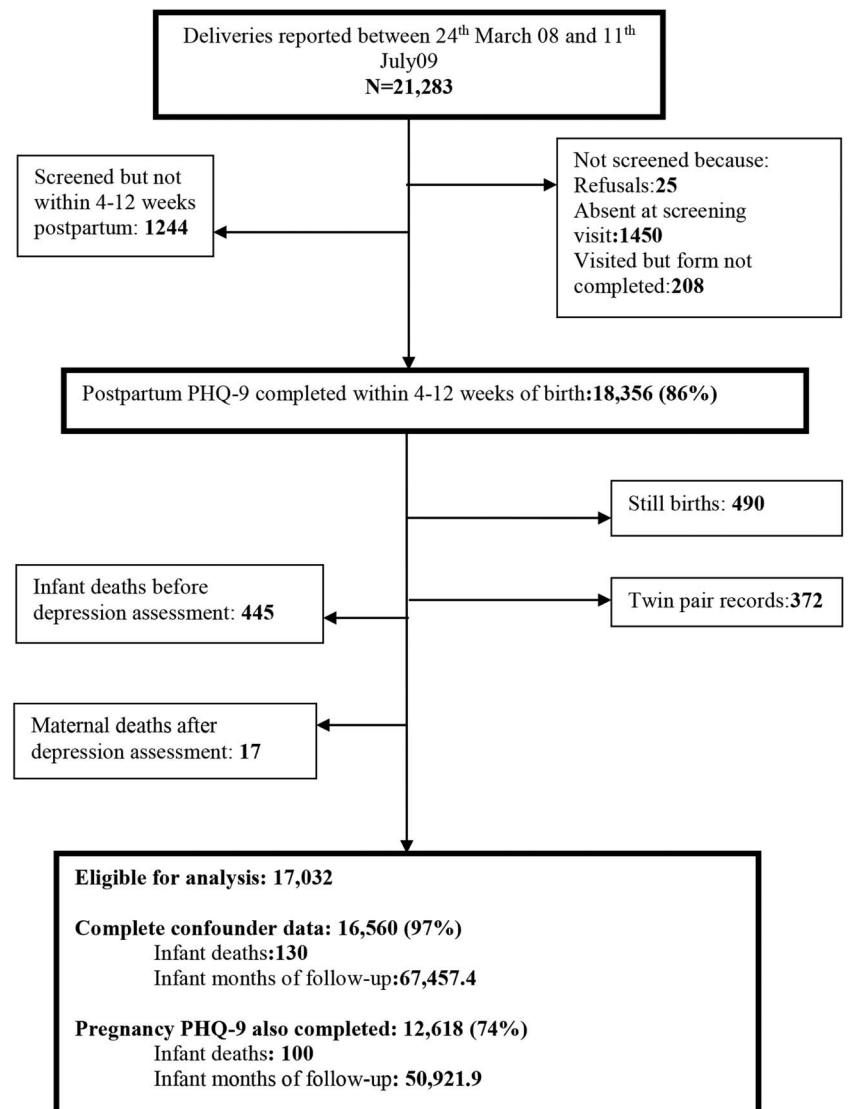 Deliveries reported between 24th March 08 and 11th
July09
N=21,283
Screened but not
within 4-12 weeks
postpartum: 1244
Not screened because:
Refusals:25
Absent at screening
visit:1450
Visited but form not
completed:208
Postpartum PHQ-9 completed within 4-12 weeks of birth:18,356 (86%)
Still births: 490
Infant deaths before
depression assessment: 445
Twin pair records:372
Maternal deaths after
depression assessment: 17
Eligible for analysis: 17,032
Complete confounder data: 16,560 (97%)
Infant deaths:130
Infant months of follow-up:67,457.4
Pregnancy PHQ-9 also completed: 12,618 (74%)
Infant deaths: 100
Infant months of follow-up: 50,921.9